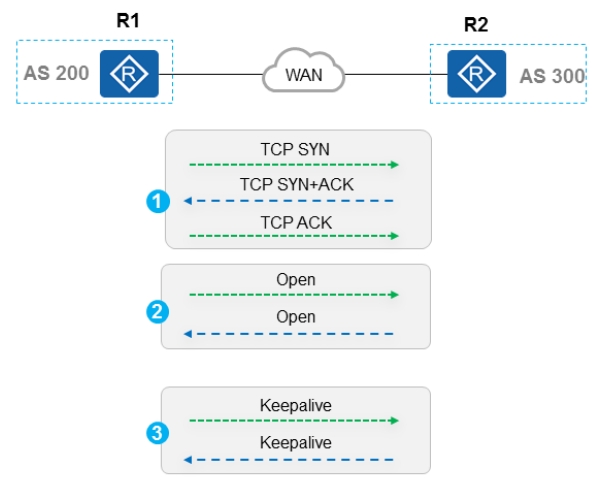 R1
R2
AS 200
R
WAN
R
AS 300
TCP SYN
TCP SYN+ACK
1
TCP ACK
Open
2
Open
Keepalive
3
Keepalive